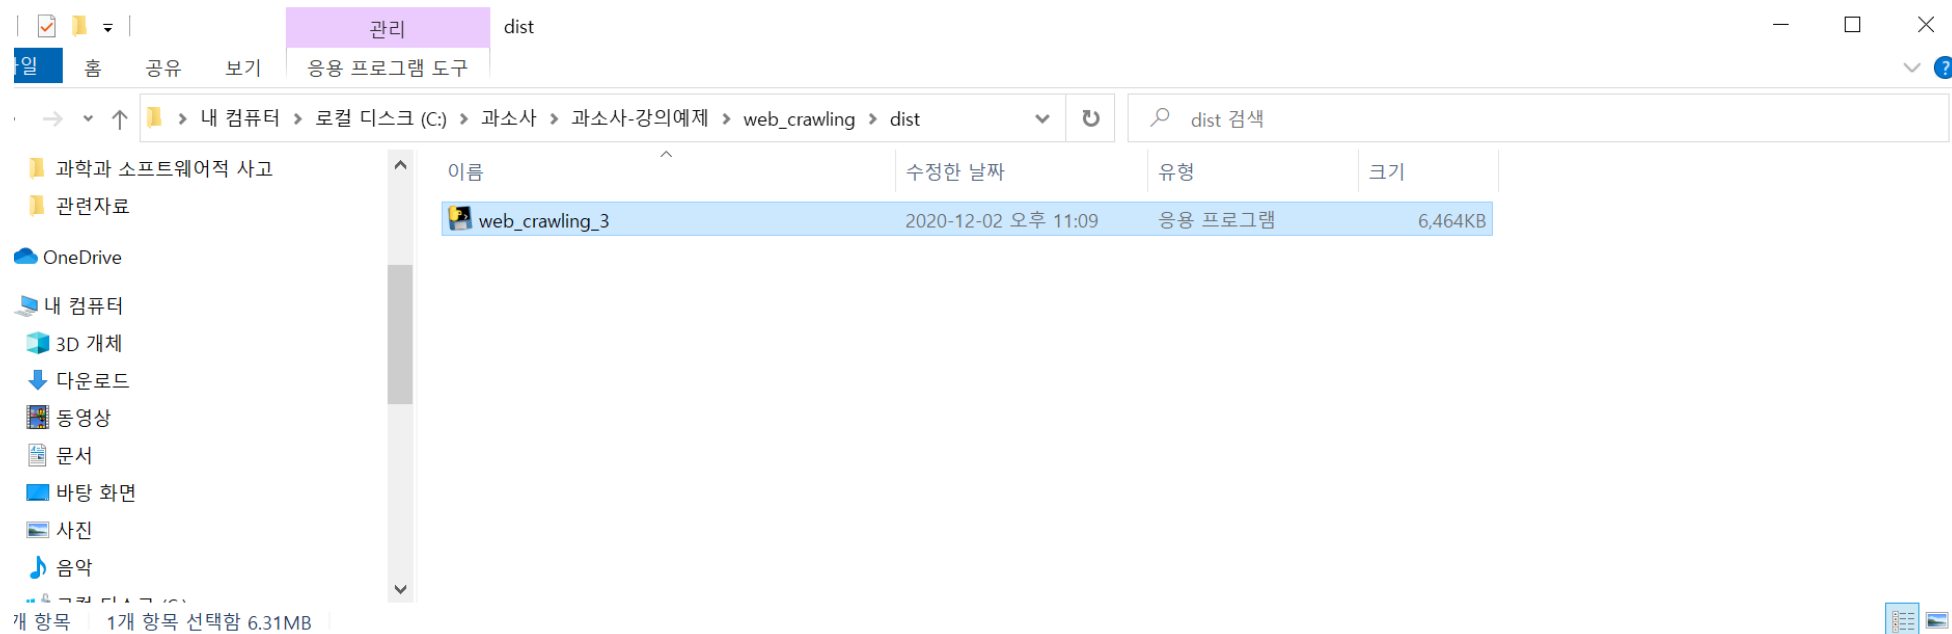 관리 dist
일 홈 공유 보기 응용 프로그램 도구
내 컴퓨터 > 로컬 디스크 (C:) > 과소사 > 과소사-강의예제 > web_crawling > dist
dist 검색
과학과 소프트웨어적 사고
관련자료
OneDrive
내 컴퓨터
3D 개체
다운로드
동영상
문서
바탕 화면
사진
음악
이름 수정한 날짜 유형 크기
web_crawling_3 2020-12-02 오후 11:09 응용 프로그램 6,464KB
개 항목 1개 항목 선택함 6.31MB